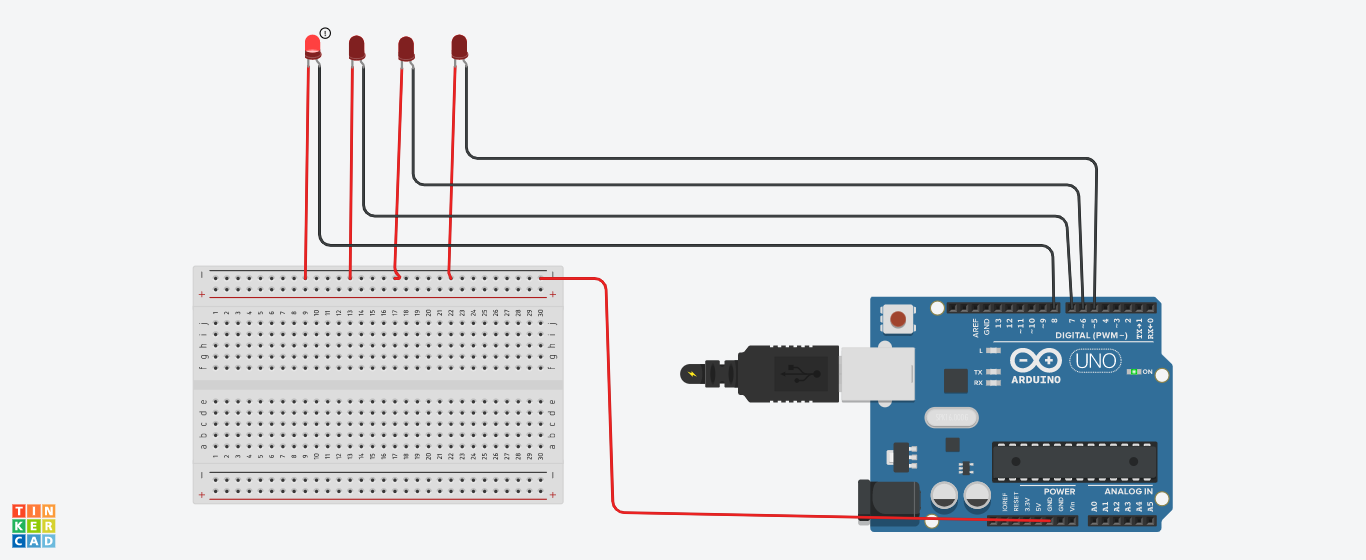 !
− −
+ +
1 2 3 4 5 6 7 8 9 10 11 12 13 14 15 16 17 18 19 20 21 22 23 24 25 26 27 28 29 30
j j
i i
h h
g g
f f
e e
d d
c c
b b
a a
1 2 3 4 5 6 7 8 9 10 11 12 13 14 15 16 17 18 19 20 21 22 23 24 25 26 27 28 29 30
− −
+ +
AREF
GND
13
12
~11
~10
~9
8
7
~6
~5
4
~3
2
TX→1
RX←0
DIGITAL (PWM~)
L
TX
RX
ARDUINO
UNO
ON
POWER
ANALOG IN
IOREF
RESET
3.3V
5V
GND
GND
Vin
A0
A1
A2
A3
A4
A5
TIN
KER
CAD